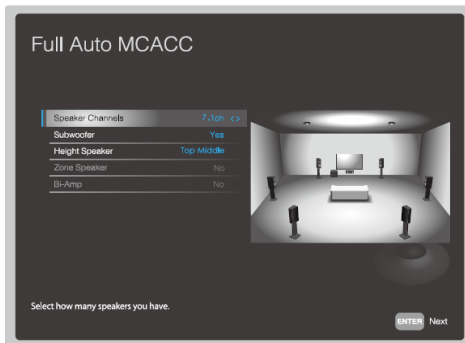 Full Auto MCACC
Speaker Channels 7.1ch <>
Subwoofer Yes
Height Speaker Top Middle
Zone Speaker No
Bi-Amp No
Select how many speakers you have.
ENTER Next